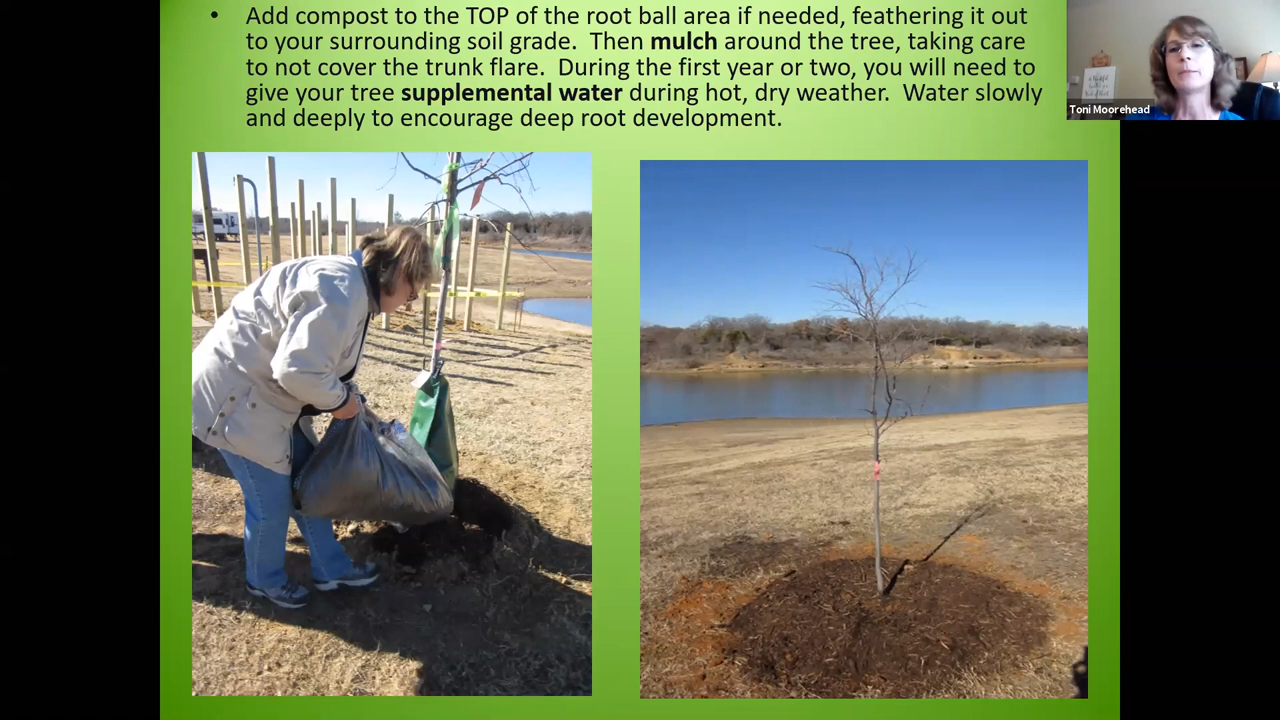 • Add compost to the TOP of the root ball area if needed, feathering it out
to your surrounding soil grade.  Then mulch around the tree, taking care
to not cover the trunk flare.  During the first year or two, you will need to
give your tree supplemental water during hot, dry weather.  Water slowly
and deeply to encourage deep root development.
Toni Moorehead